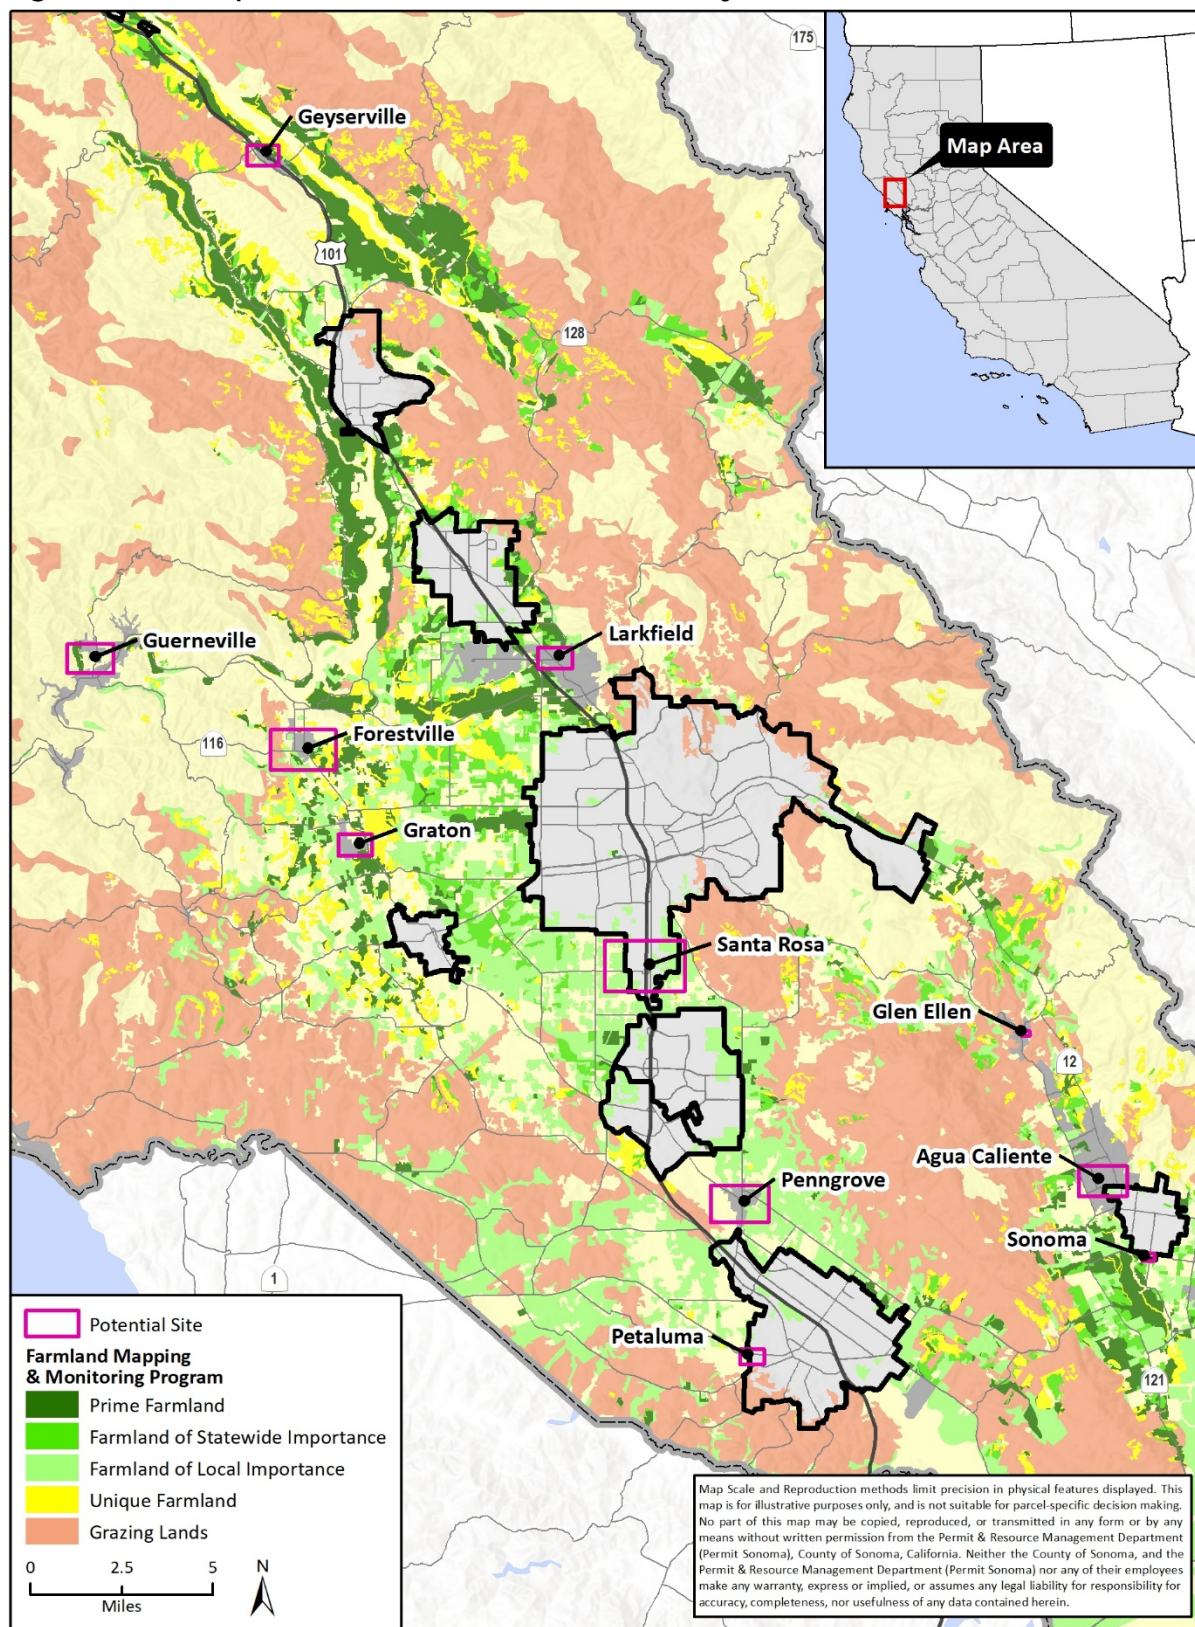 175
Map Area
Geyserville
101
128
Guerneville
Larkfield
Forestville
116
Graton
Santa Rosa
Glen Ellen
12
Agua Caliente
Penngrove
Sonoma
1
Petaluma
121
Potential Site
Farmland Mapping
& Monitoring Program
Prime Farmland
Farmland of Statewide Importance
Farmland of Local Importance
Unique Farmland
Grazing Lands
0 2.5 5
Miles
N
Map Scale and Reproduction methods limit precision in physical features displayed. This
map is for illustrative purposes only, and is not suitable for parcel-specific decision making.
No part of this map may be copied, reproduced, or transmitted in any form or by any
means without written permission from the Permit & Resource Management Department
(Permit Sonoma), County of Sonoma, California. Neither the County of Sonoma, and the
Permit & Resource Management Department (Permit Sonoma) nor any of their employees
make any warranty, express or implied, or assumes any legal liability for responsibility for
accuracy, completeness, nor usefulness of any data contained herein.